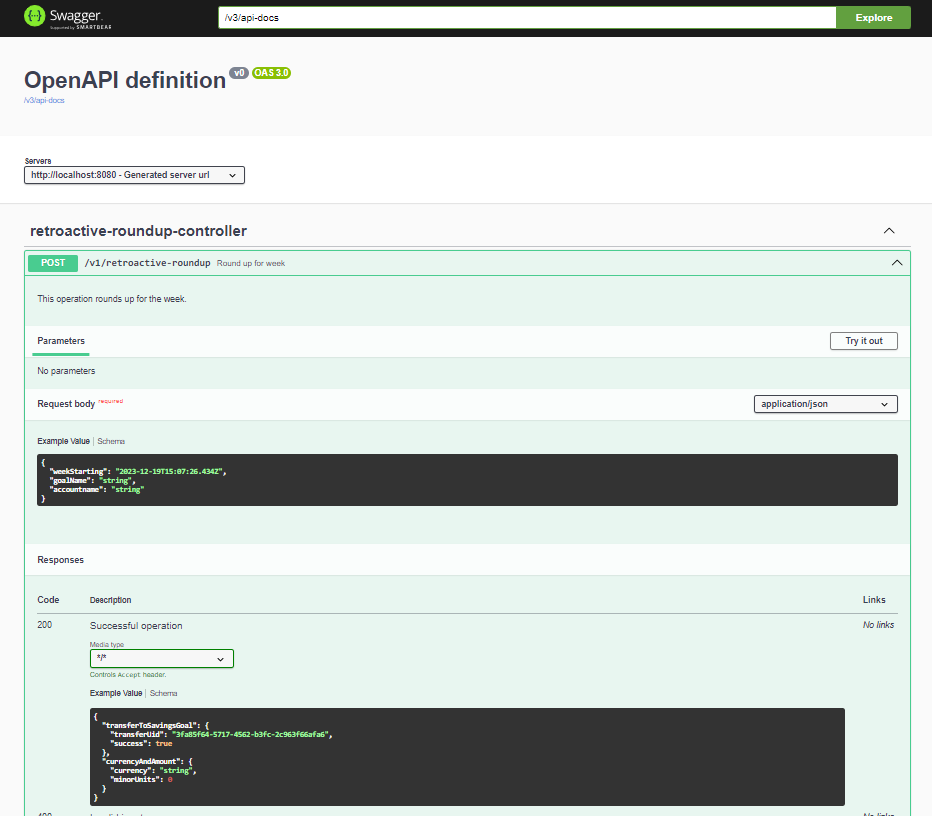 Swagger.
Supported by SMARTBEAR
/v3/api-docs
Explore
OpenAPI definition v0 OAS 3.0
/v3/api-docs
Servers
http://localhost:8080 - Generated server url
retroactive-roundup-controller
POST /v1/retroactive-roundup Round up for week
This operation rounds up for the week.
Parameters Try it out
No parameters
Request body required application/json
Example Value | Schema
{
"weekStarting": "2023-12-19T15:07:26.434Z",
"goalName": "string",
"accountname": "string"
}
Responses
Code Description Links
200 Successful operation No links
Media type
*/*
Controls Accept header.
Example Value | Schema
{
"transferToSavingsGoal": {
"transferUid": "3fa85f64-5717-4562-b3fc-2c963f66afa6",
"success": true
},
"currencyAndAmount": {
"currency": "string",
"minorUnits": 0
}
}